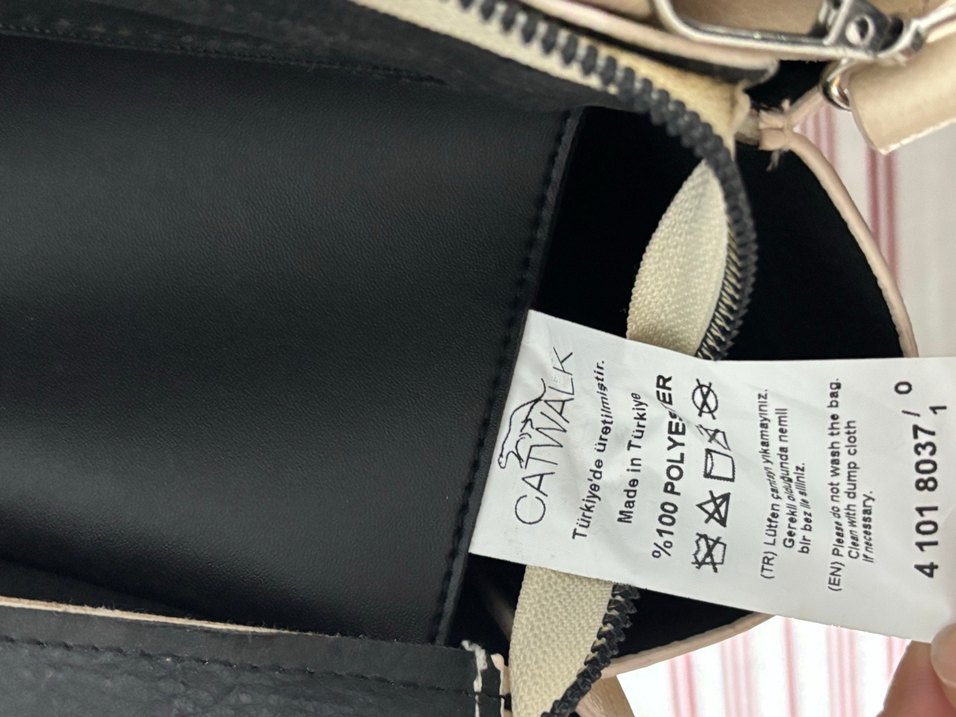 CATWALK
Türkiye'de üretilmiştir.
Made in Türkiye
%100 POLYESTER
(TR) Lütfen çantayı yıkamayınız.
Gerekli olduğunda nemli
bir bez ile siliniz.
(EN) Please do not wash the bag.
Clean with dump cloth
if necessary.
4 101 8037 / 0
1